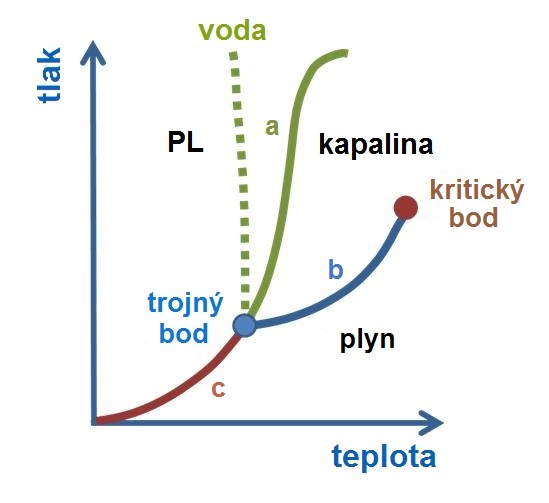 voda
tlak
a
PL
kapalina
kritický
bod
b
trojný
bod
plyn
c
teplota